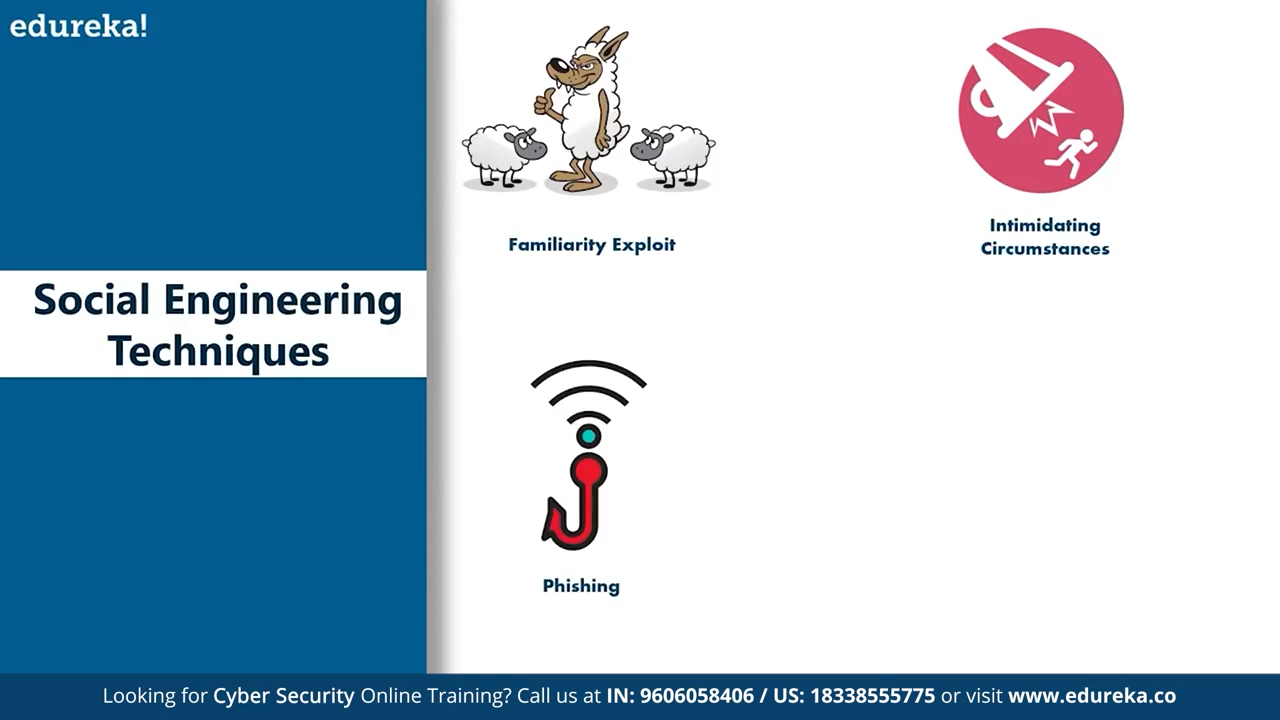 edureka!
Social Engineering
Techniques
Familiarity Exploit
Intimidating
Circumstances
Phishing
Looking for Cyber Security Online Training? Call us at IN: 9606058406 / US: 18338555775 or visit www.edureka.co